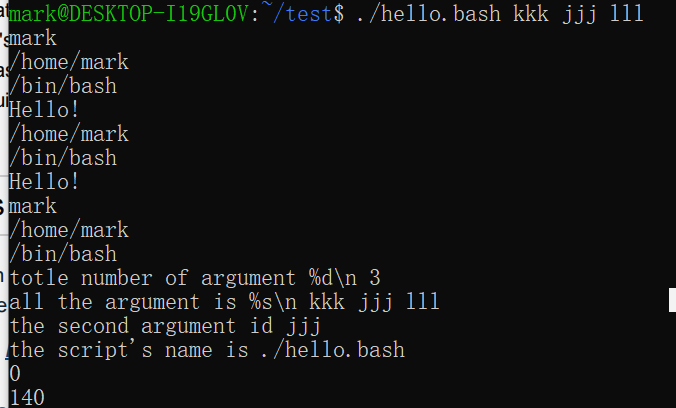 mark@DESKTOP-I19GLOV:~/test$ ./hello.bash kkk jjj lll
mark
/home/mark
/bin/bash
Hello!
/home/mark
/bin/bash
Hello!
mark
/home/mark
/bin/bash
totle number of argument %d\n 3
all the argument is %s\n kkk jjj lll
the second argument id jjj
the script's name is ./hello.bash
0
140